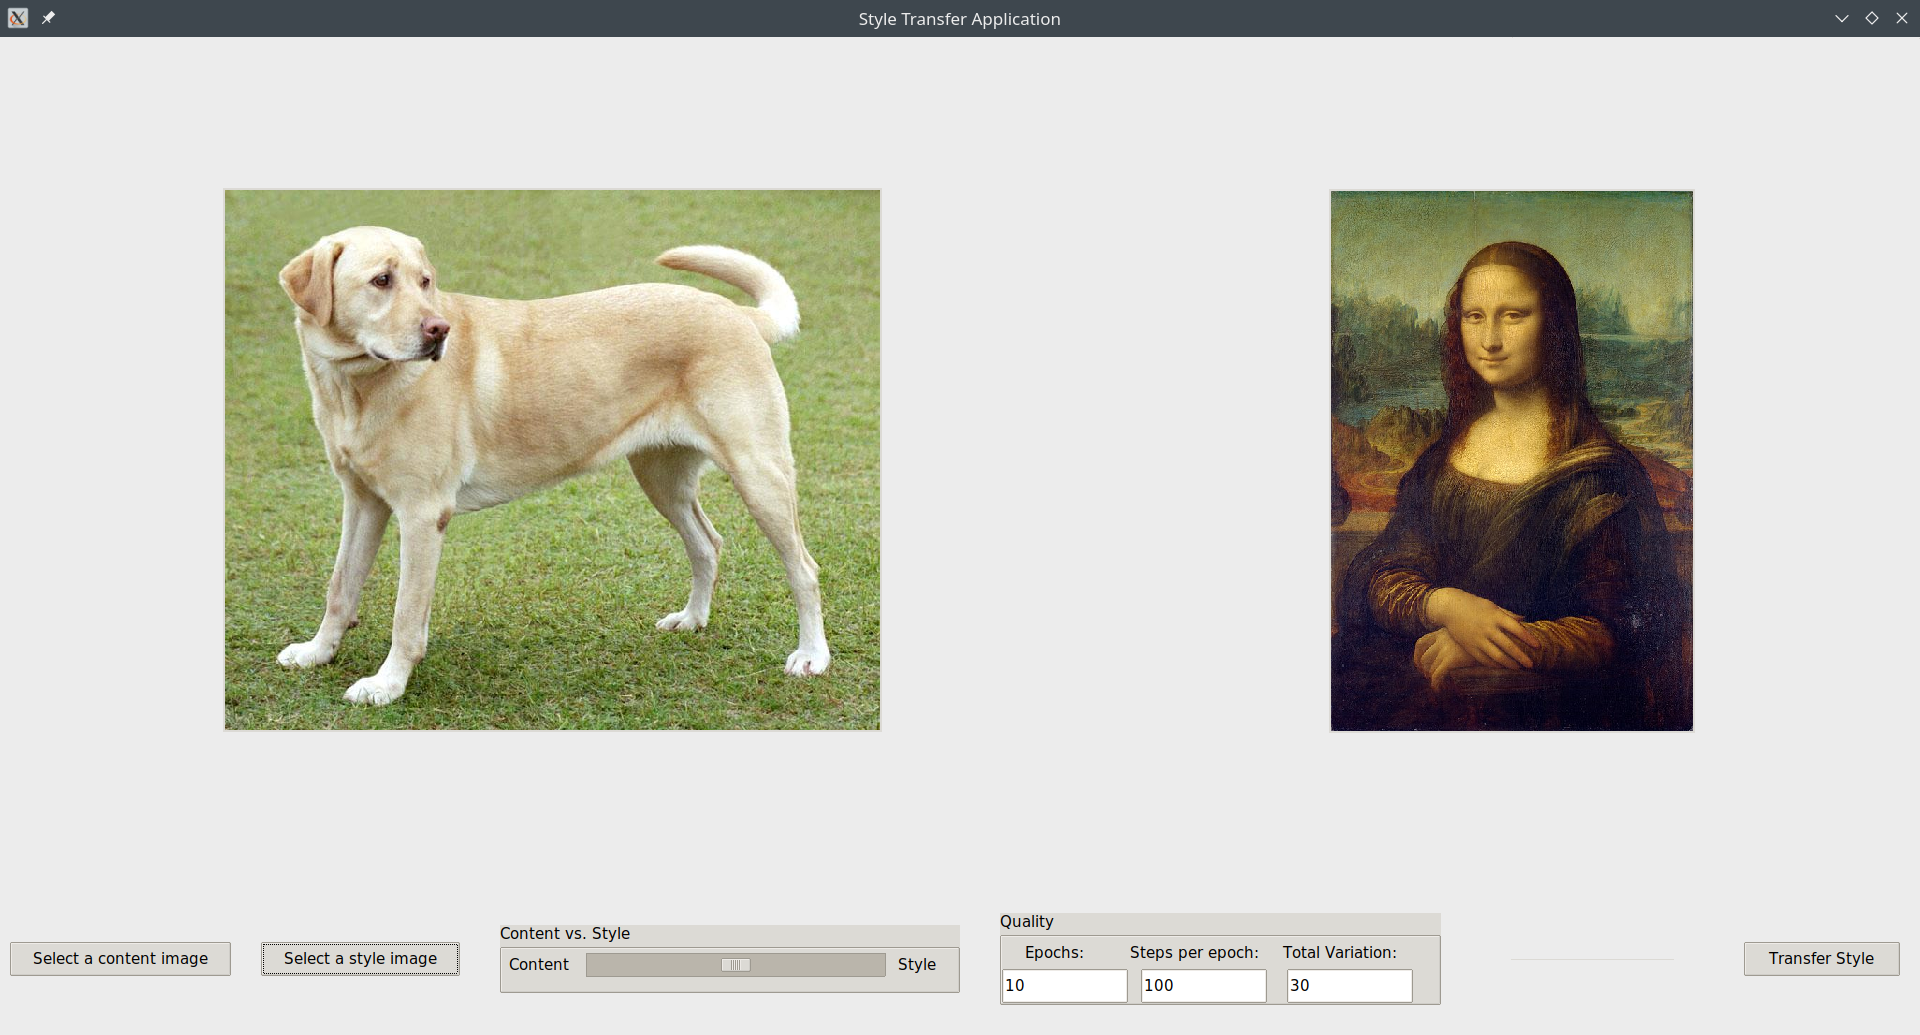 Style Transfer Application
Select a content image
Select a style image
Content vs. Style
Content
Style
Quality
Epochs:
Steps per epoch:
Total Variation:
10
100
30
Transfer Style